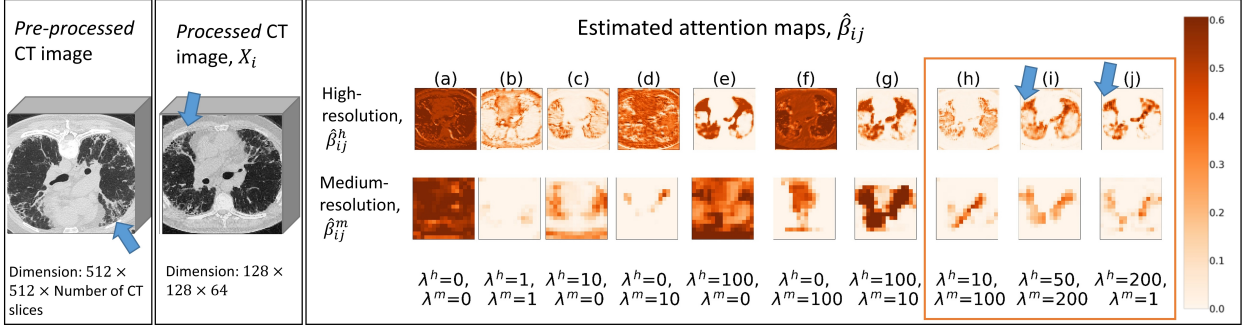 Pre-processed
CT image
Dimension: 512 ×
512 × Number of CT
slices
Processed CT
image, X_i
Dimension: 128 ×
128 × 64
Estimated attention maps, β̂_ij
(a) (b) (c) (d) (e) (f) (g) (h) (i) (j)
High-
resolution,
β̂^h_ij
Medium-
resolution,
β̂^m_ij
λ^h=0, λ^h=1, λ^h=10, λ^h=0, λ^h=100, λ^h=0, λ^h=100, λ^h=10, λ^h=50, λ^h=200,
λ^m=0 λ^m=1 λ^m=0 λ^m=10 λ^m=0 λ^m=100 λ^m=10 λ^m=100 λ^m=200 λ^m=1
0.6
0.5
0.4
0.3
0.2
0.1
0.0